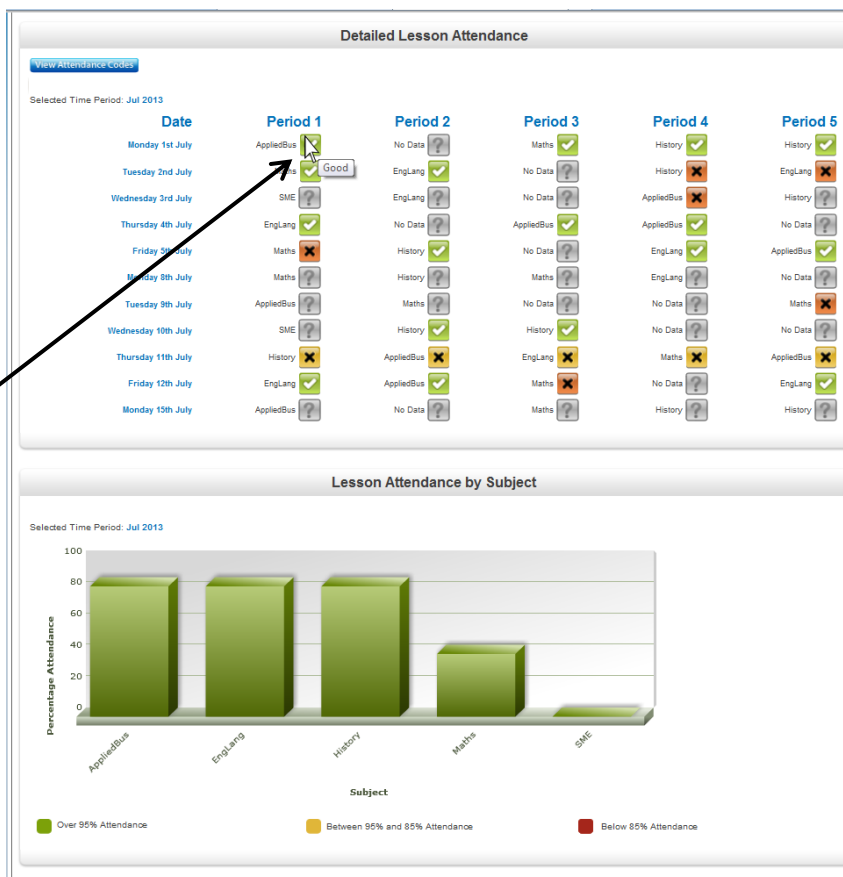 Detailed Lesson Attendance
View Attendance Codes
Selected Time Period: Jul 2013
Date Period 1 Period 2 Period 3 Period 4 Period 5
Monday 1st July AppliedBus No Data ? Maths History History
Good
Tuesday 2nd July Maths EngLang No Data ? History EngLang
Wednesday 3rd July SME ? EngLang ? No Data ? AppliedBus History ?
Thursday 4th July EngLang No Data ? AppliedBus AppliedBus No Data ?
Friday 5th July Maths History No Data ? EngLang AppliedBus
Monday 8th July Maths ? History ? Maths ? EngLang ? No Data ?
Tuesday 9th July AppliedBus ? Maths ? No Data ? No Data ? Maths
Wednesday 10th July SME ? History History No Data ? No Data ?
Thursday 11th July History AppliedBus EngLang Maths AppliedBus
Friday 12th July EngLang AppliedBus Maths No Data ? EngLang
Monday 15th July AppliedBus ? No Data ? Maths ? History ? History ?
Lesson Attendance by Subject
Selected Time Period: Jul 2013
100
80
60
40
20
0
Percentage Attendance
AppliedBus EngLang History Maths SME
Subject
Over 95% Attendance Between 95% and 85% Attendance Below 85% Attendance